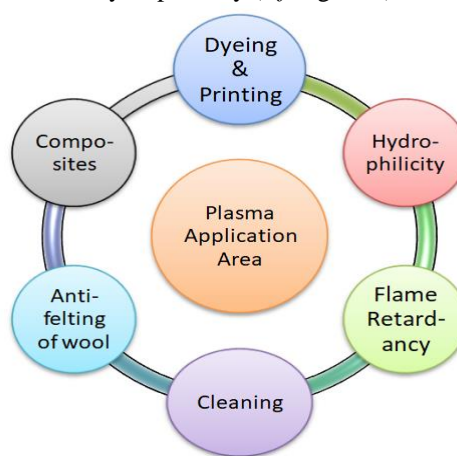 Dyeing
&
Printing
Hydro-
philicity
Flame
Retard-
ancy
Cleaning
Anti-
felting
of wool
Compo-
sites
Plasma
Application
Area